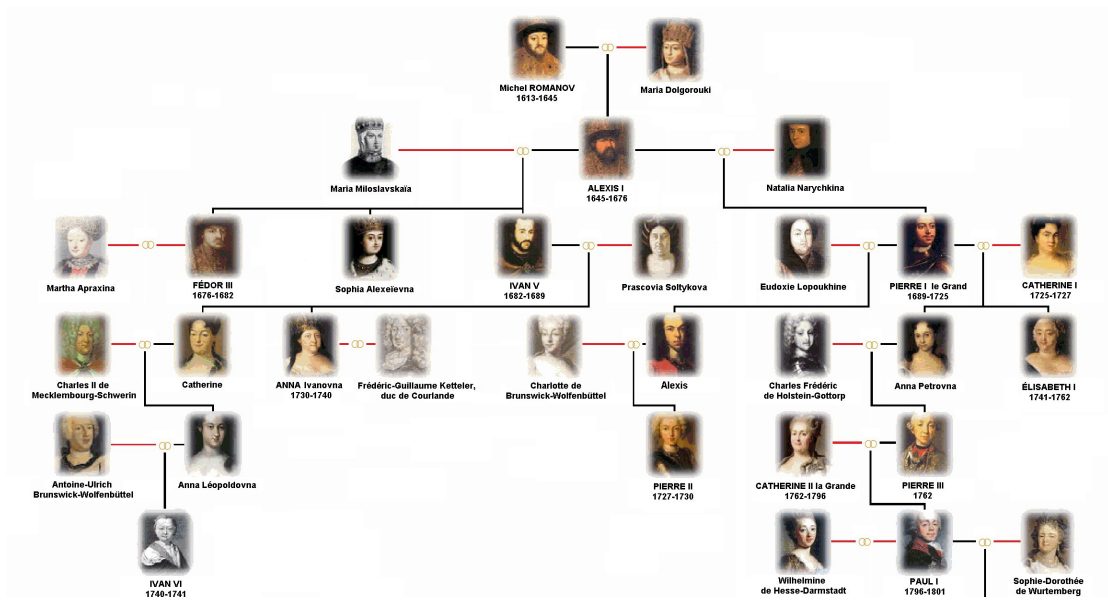 Michel ROMANOV
1613-1645
Maria Dolgorouki
Maria Miloslavskaïa
ALEXIS I
1645-1676
Natalia Narychkina
Martha Apraxina
FÉDOR III
1676-1682
Sophia Alexeïevna
IVAN V
1682-1689
Prascovia Soltykova
Eudoxie Lopoukhine
PIERRE I le Grand
1689-1725
CATHERINE I
1725-1727
Charles II de
Mecklembourg-Schwerin
Catherine
ANNA Ivanovna
1730-1740
Frédéric-Guillaume Ketteler,
duc de Courlande
Charlotte de
Brunswick-Wolfenbüttel
Alexis
Charles Frédéric
de Holstein-Gottorp
Anna Petrovna
ÉLISABETH I
1741-1762
Antoine-Ulrich
Brunswick-Wolfenbüttel
Anna Léopoldovna
PIERRE II
1727-1730
CATHERINE II la Grande
1762-1796
PIERRE III
1762
IVAN VI
1740-1741
Wilhelmine
de Hesse-Darmstadt
PAUL I
1796-1801
Sophie-Dorothée
de Wurtemberg